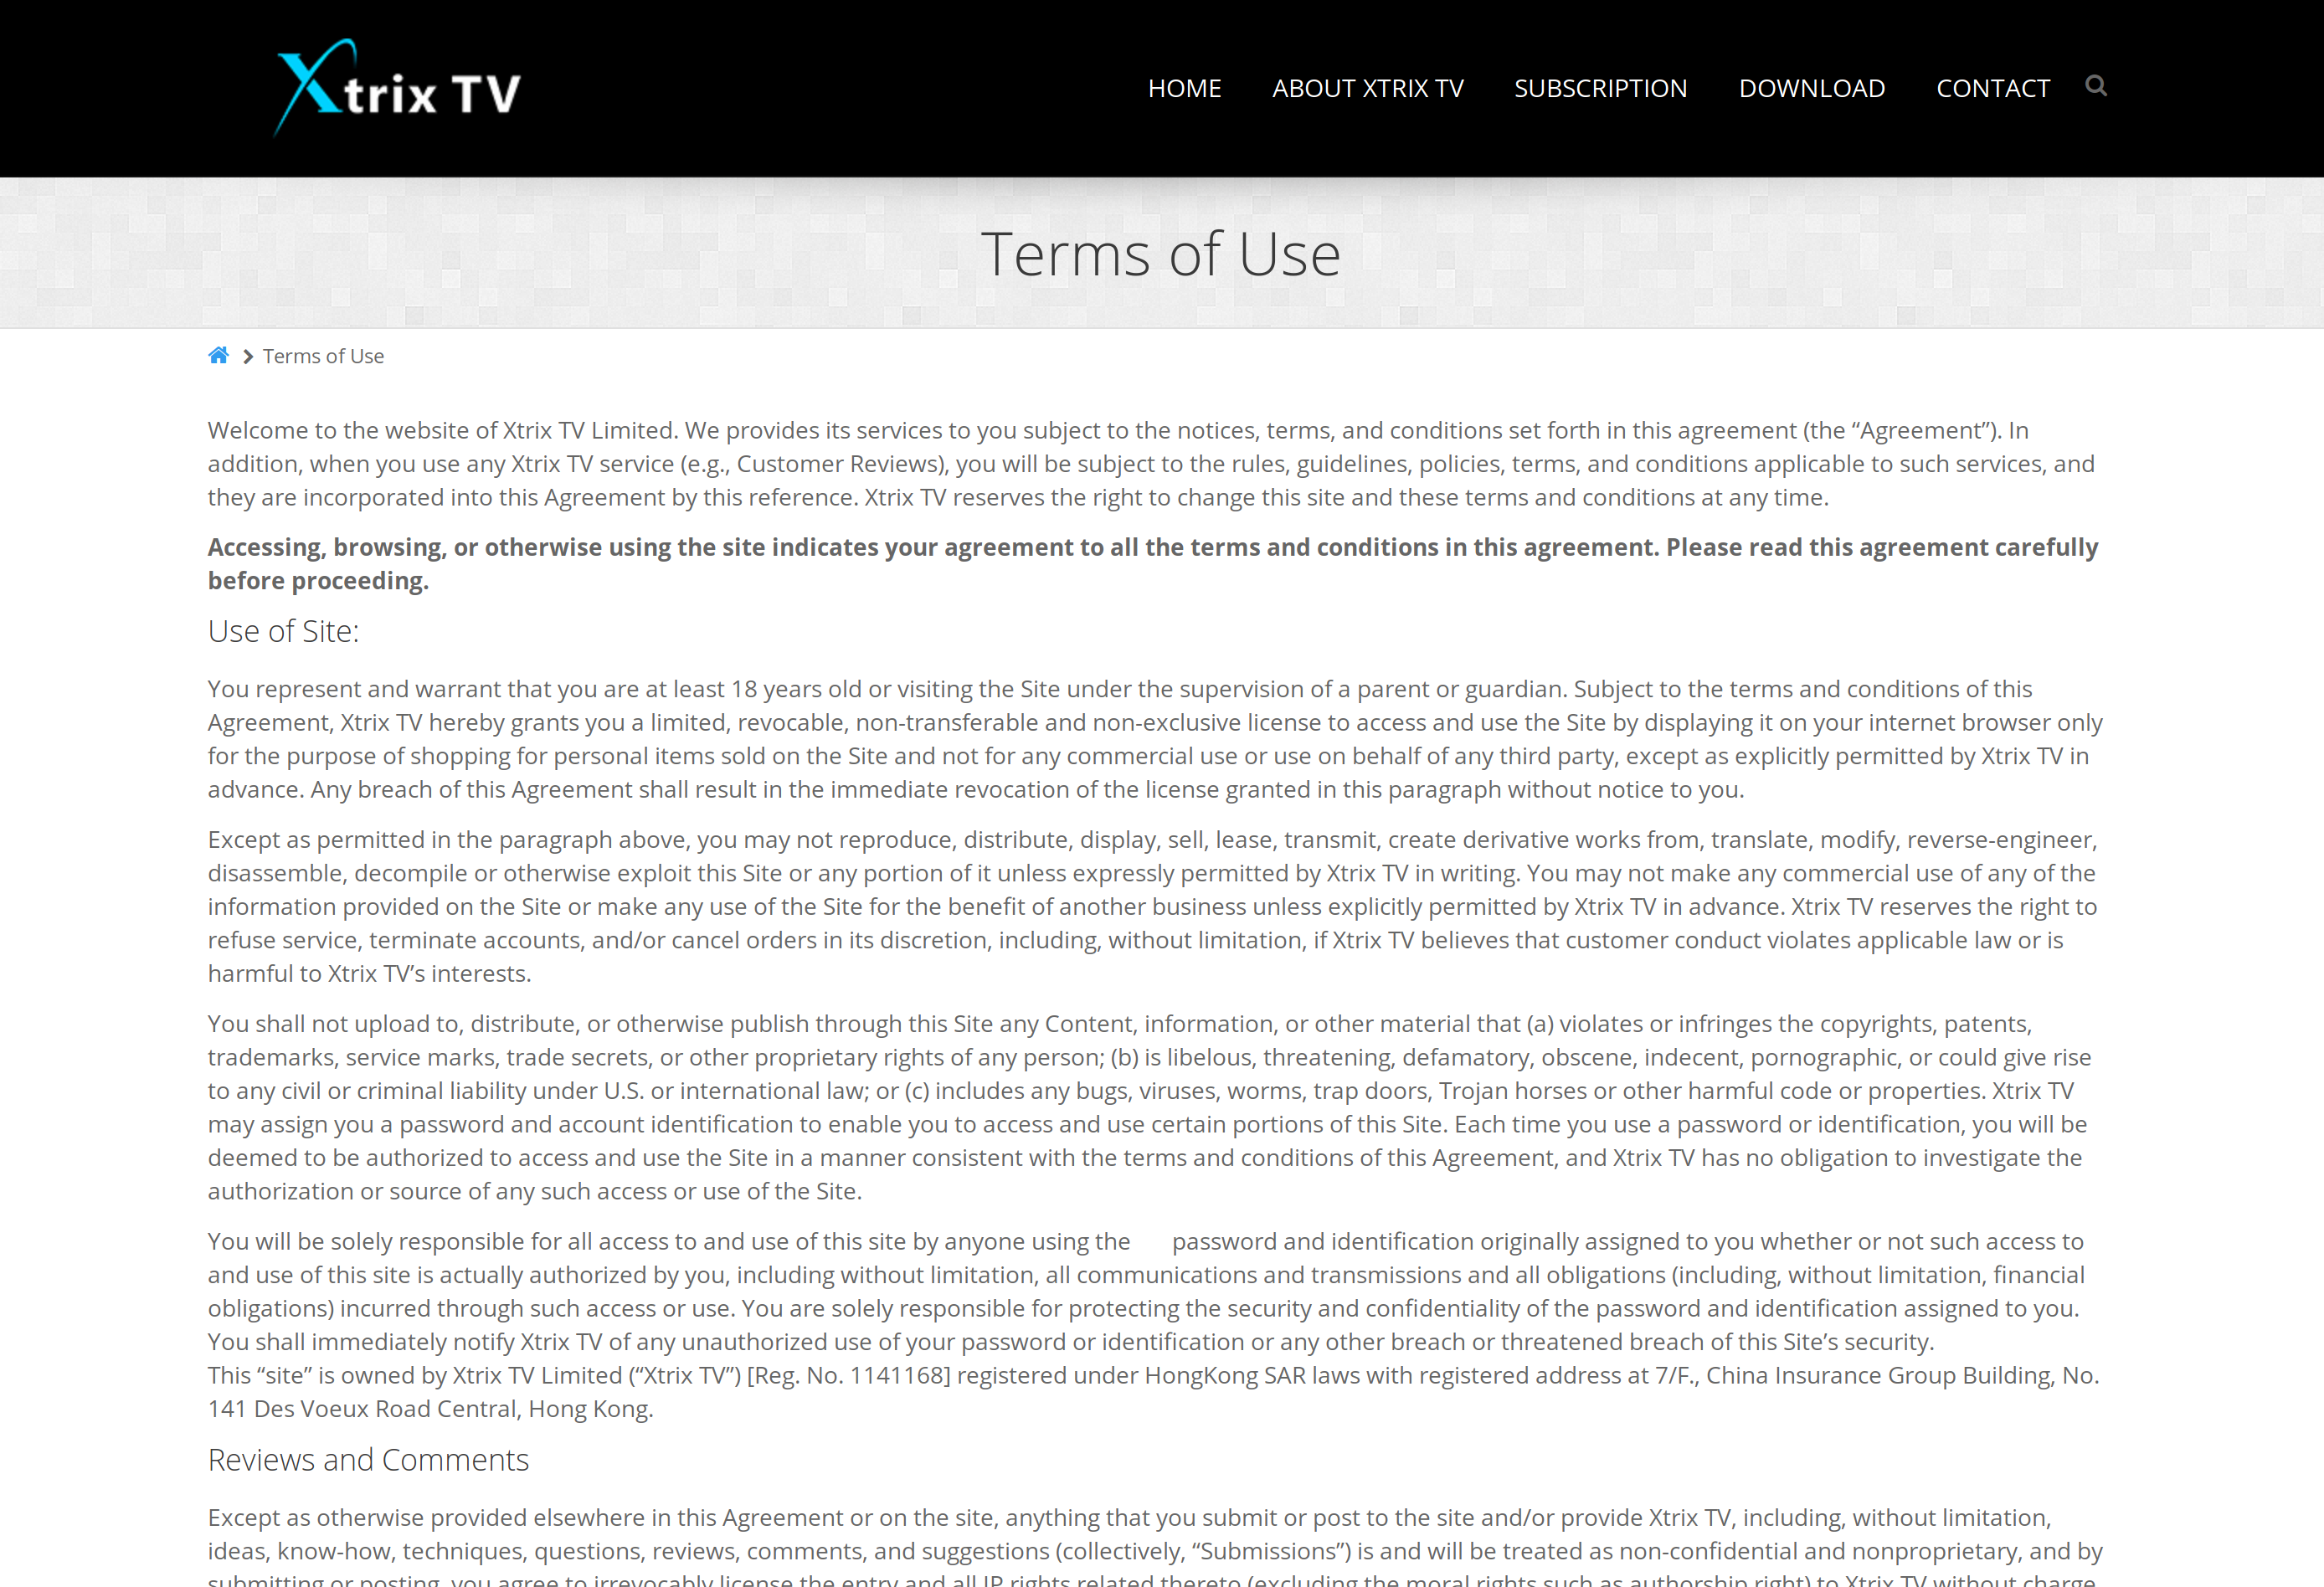 Xtrix TV
HOME ABOUT XTRIX TV SUBSCRIPTION DOWNLOAD CONTACT
Terms of Use
Terms of Use
Welcome to the website of Xtrix TV Limited. We provides its services to you subject to the notices, terms, and conditions set forth in this agreement (the “Agreement”). In
addition, when you use any Xtrix TV service (e.g., Customer Reviews), you will be subject to the rules, guidelines, policies, terms, and conditions applicable to such services, and
they are incorporated into this Agreement by this reference. Xtrix TV reserves the right to change this site and these terms and conditions at any time.
Accessing, browsing, or otherwise using the site indicates your agreement to all the terms and conditions in this agreement. Please read this agreement carefully
before proceeding.
Use of Site:
You represent and warrant that you are at least 18 years old or visiting the Site under the supervision of a parent or guardian. Subject to the terms and conditions of this
Agreement, Xtrix TV hereby grants you a limited, revocable, non-transferable and non-exclusive license to access and use the Site by displaying it on your internet browser only
for the purpose of shopping for personal items sold on the Site and not for any commercial use or use on behalf of any third party, except as explicitly permitted by Xtrix TV in
advance. Any breach of this Agreement shall result in the immediate revocation of the license granted in this paragraph without notice to you.
Except as permitted in the paragraph above, you may not reproduce, distribute, display, sell, lease, transmit, create derivative works from, translate, modify, reverse-engineer,
disassemble, decompile or otherwise exploit this Site or any portion of it unless expressly permitted by Xtrix TV in writing. You may not make any commercial use of any of the
information provided on the Site or make any use of the Site for the benefit of another business unless explicitly permitted by Xtrix TV in advance. Xtrix TV reserves the right to
refuse service, terminate accounts, and/or cancel orders in its discretion, including, without limitation, if Xtrix TV believes that customer conduct violates applicable law or is
harmful to Xtrix TV’s interests.
You shall not upload to, distribute, or otherwise publish through this Site any Content, information, or other material that (a) violates or infringes the copyrights, patents,
trademarks, service marks, trade secrets, or other proprietary rights of any person; (b) is libelous, threatening, defamatory, obscene, indecent, pornographic, or could give rise
to any civil or criminal liability under U.S. or international law; or (c) includes any bugs, viruses, worms, trap doors, Trojan horses or other harmful code or properties. Xtrix TV
may assign you a password and account identification to enable you to access and use certain portions of this Site. Each time you use a password or identification, you will be
deemed to be authorized to access and use the Site in a manner consistent with the terms and conditions of this Agreement, and Xtrix TV has no obligation to investigate the
authorization or source of any such access or use of the Site.
You will be solely responsible for all access to and use of this site by anyone using the password and identification originally assigned to you whether or not such access to
and use of this site is actually authorized by you, including without limitation, all communications and transmissions and all obligations (including, without limitation, financial
obligations) incurred through such access or use. You are solely responsible for protecting the security and confidentiality of the password and identification assigned to you.
You shall immediately notify Xtrix TV of any unauthorized use of your password or identification or any other breach or threatened breach of this Site’s security.
This “site” is owned by Xtrix TV Limited (“Xtrix TV”) [Reg. No. 1141168] registered under HongKong SAR laws with registered address at 7/F., China Insurance Group Building, No.
141 Des Voeux Road Central, Hong Kong.
Reviews and Comments
Except as otherwise provided elsewhere in this Agreement or on the site, anything that you submit or post to the site and/or provide Xtrix TV, including, without limitation,
ideas, know-how, techniques, questions, reviews, comments, and suggestions (collectively, “Submissions”) is and will be treated as non-confidential and nonproprietary, and by
submitting or posting, you agree to irrevocably license the entry and all IP rights related thereto (excluding the moral rights such as authorship right) to Xtrix TV without charge